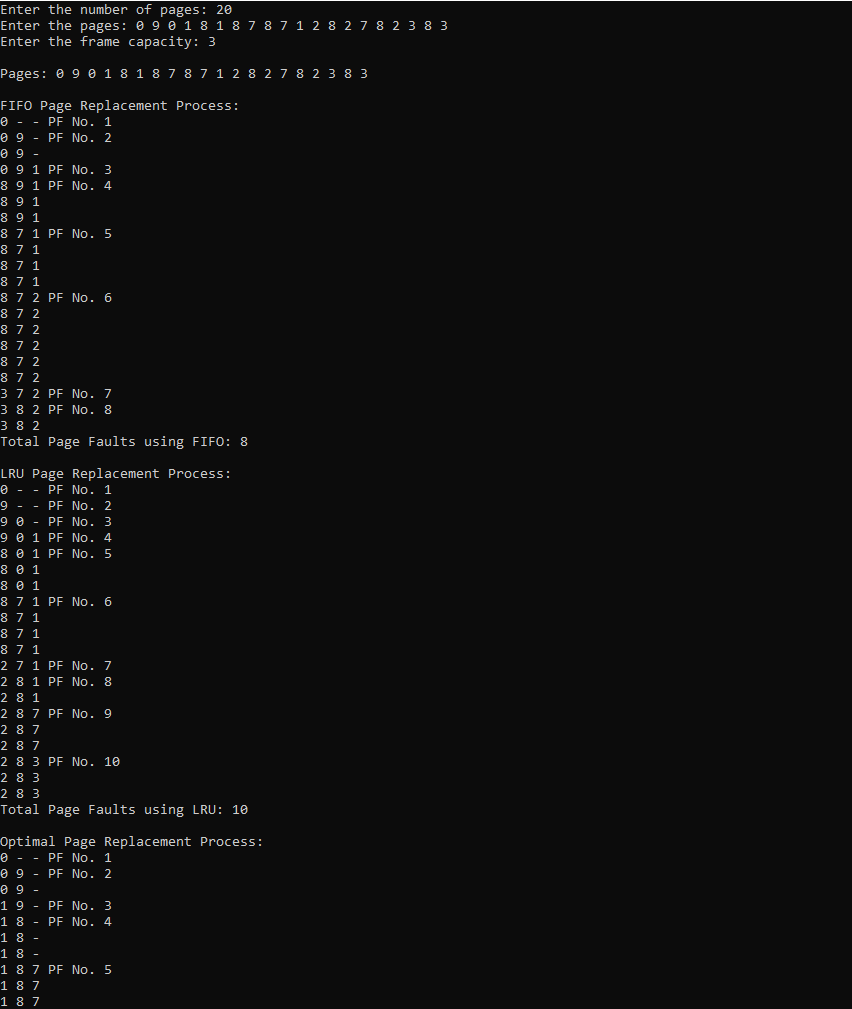 Enter the number of pages: 20
Enter the pages: 0 9 0 1 8 1 8 7 8 7 1 2 8 2 7 8 2 3 8 3
Enter the frame capacity: 3
Pages: 0 9 0 1 8 1 8 7 8 7 1 2 8 2 7 8 2 3 8 3
FIFO Page Replacement Process:
0 - - PF No. 1
0 9 - PF No. 2
0 9 -
0 9 1 PF No. 3
8 9 1 PF No. 4
8 9 1
8 9 1
8 7 1 PF No. 5
8 7 1
8 7 1
8 7 1
8 7 2 PF No. 6
8 7 2
8 7 2
8 7 2
8 7 2
8 7 2
3 7 2 PF No. 7
3 8 2 PF No. 8
3 8 2
Total Page Faults using FIFO: 8
LRU Page Replacement Process:
0 - - PF No. 1
9 - - PF No. 2
9 0 - PF No. 3
9 0 1 PF No. 4
8 0 1 PF No. 5
8 0 1
8 0 1
8 7 1 PF No. 6
8 7 1
8 7 1
8 7 1
2 7 1 PF No. 7
2 8 1 PF No. 8
2 8 1
2 8 7 PF No. 9
2 8 7
2 8 7
2 8 3 PF No. 10
2 8 3
2 8 3
Total Page Faults using LRU: 10
Optimal Page Replacement Process:
0 - - PF No. 1
0 9 - PF No. 2
0 9 -
1 9 - PF No. 3
1 8 - PF No. 4
1 8 -
1 8 -
1 8 7 PF No. 5
1 8 7
1 8 7